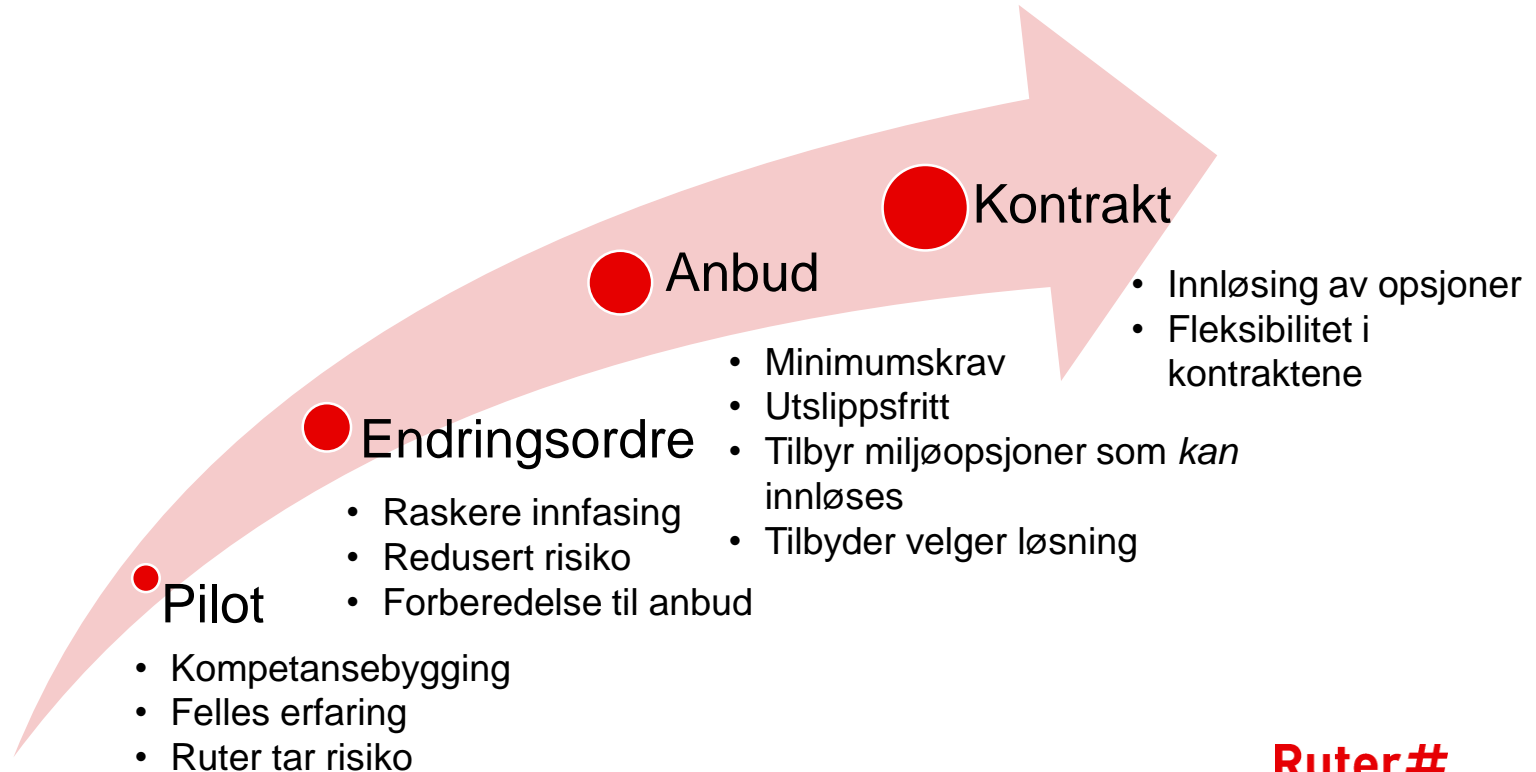 Kontrakt
• Innløsing av opsjoner
• Fleksibilitet i
kontraktene
Anbud
• Minimumskrav
• Utslippsfritt
• Tilbyr miljøopsjoner som kan
innløses
• Tilbyder velger løsning
Endringsordre
• Raskere innfasing
• Redusert risiko
• Forberedelse til anbud
Pilot
• Kompetansebygging
• Felles erfaring
• Ruter tar risiko
Ruter#